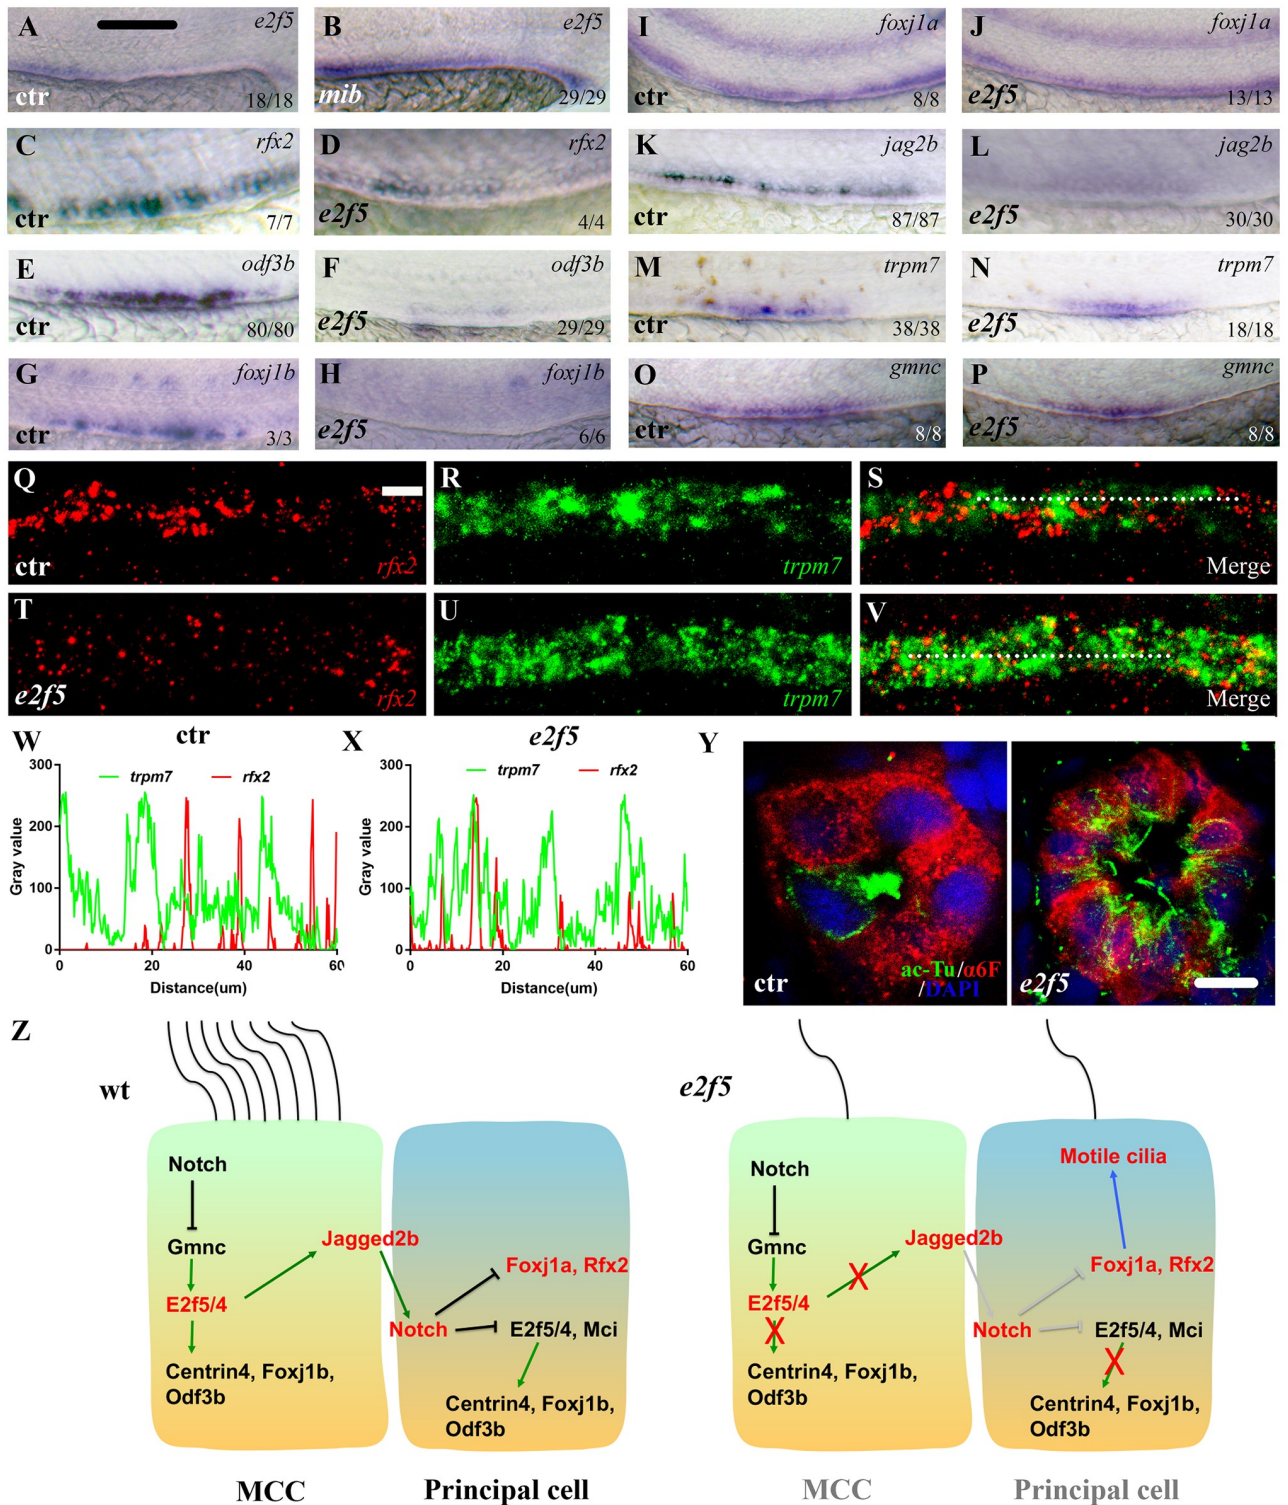 A e2f5
ctr 18/18
B e2f5
mib 29/29
I foxj1a
ctr 8/8
J foxj1a
e2f5 13/13
C rfx2
ctr 7/7
D rfx2
e2f5 4/4
K jag2b
ctr 87/87
L jag2b
e2f5 30/30
E odf3b
ctr 80/80
F odf3b
e2f5 29/29
M trpm7
ctr 38/38
N trpm7
e2f5 18/18
G foxj1b
ctr 3/3
H foxj1b
e2f5 6/6
O gmnc
ctr 8/8
P gmnc
e2f5 8/8
Q
ctr rfx2
R
trpm7
S
Merge
T
e2f5 rfx2
U
trpm7
V
Merge
W ctr
300
trpm7 rfx2
200
Gray value
100
0
0 20 40 60
Distance(um)
X e2f5
300
trpm7 rfx2
200
Gray value
100
0
0 20 40 60
Distance(um)
Y
ac-Tu/α6F
/DAPI
ctr
e2f5
Z
wt
Notch
Gmnc
Jagged2b
E2f5/4
Foxj1a, Rfx2
Notch
E2f5/4, Mci
Centrin4, Foxj1b,
Odf3b
Centrin4, Foxj1b,
Odf3b
MCC
Principal cell
e2f5
Notch
Motile cilia
Gmnc
Jagged2b
X
Foxj1a, Rfx2
E2f5/4
X
Notch
E2f5/4, Mci
X
Centrin4, Foxj1b,
Odf3b
Centrin4, Foxj1b,
Odf3b
MCC
Principal cell